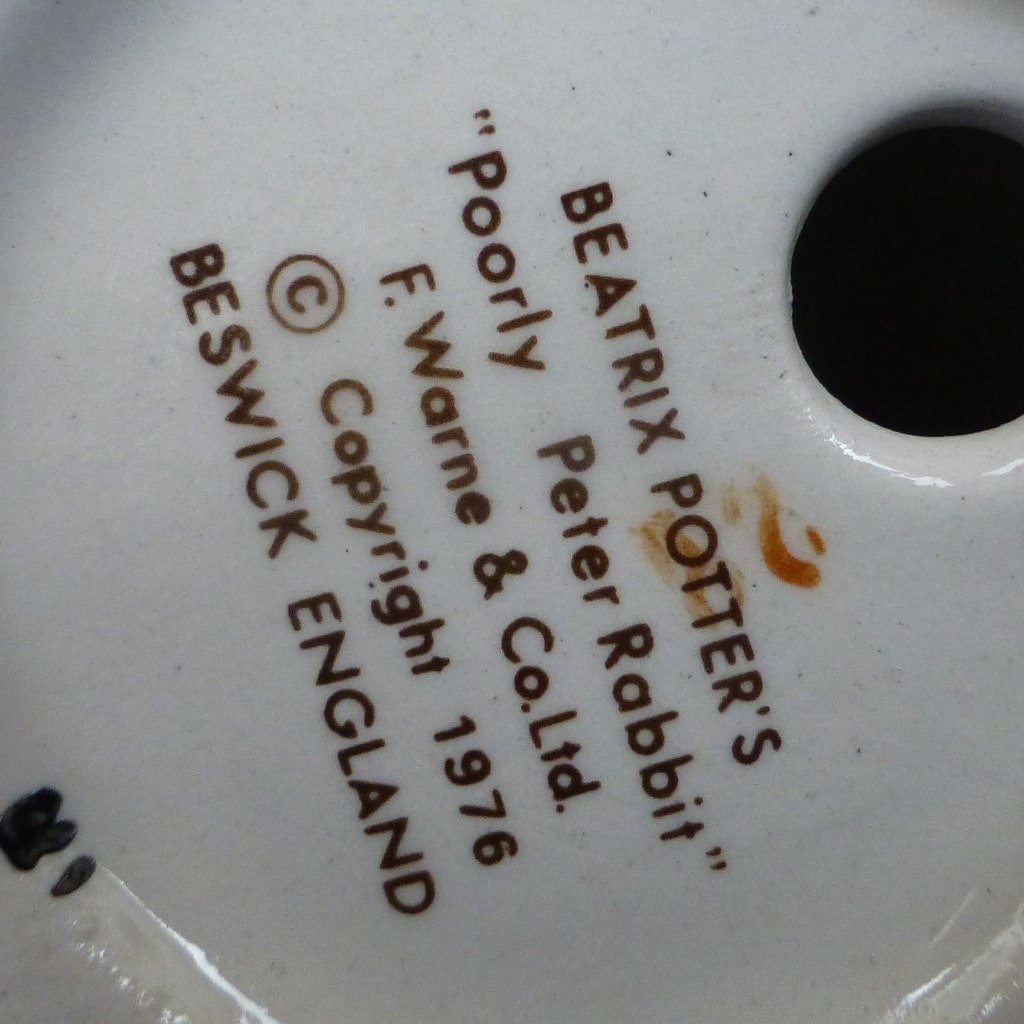 BEATRIX POTTER'S
"Poorly Peter Rabbit"
F. Warne & Co.Ltd.
© Copyright 1976
BESWICK ENGLAND